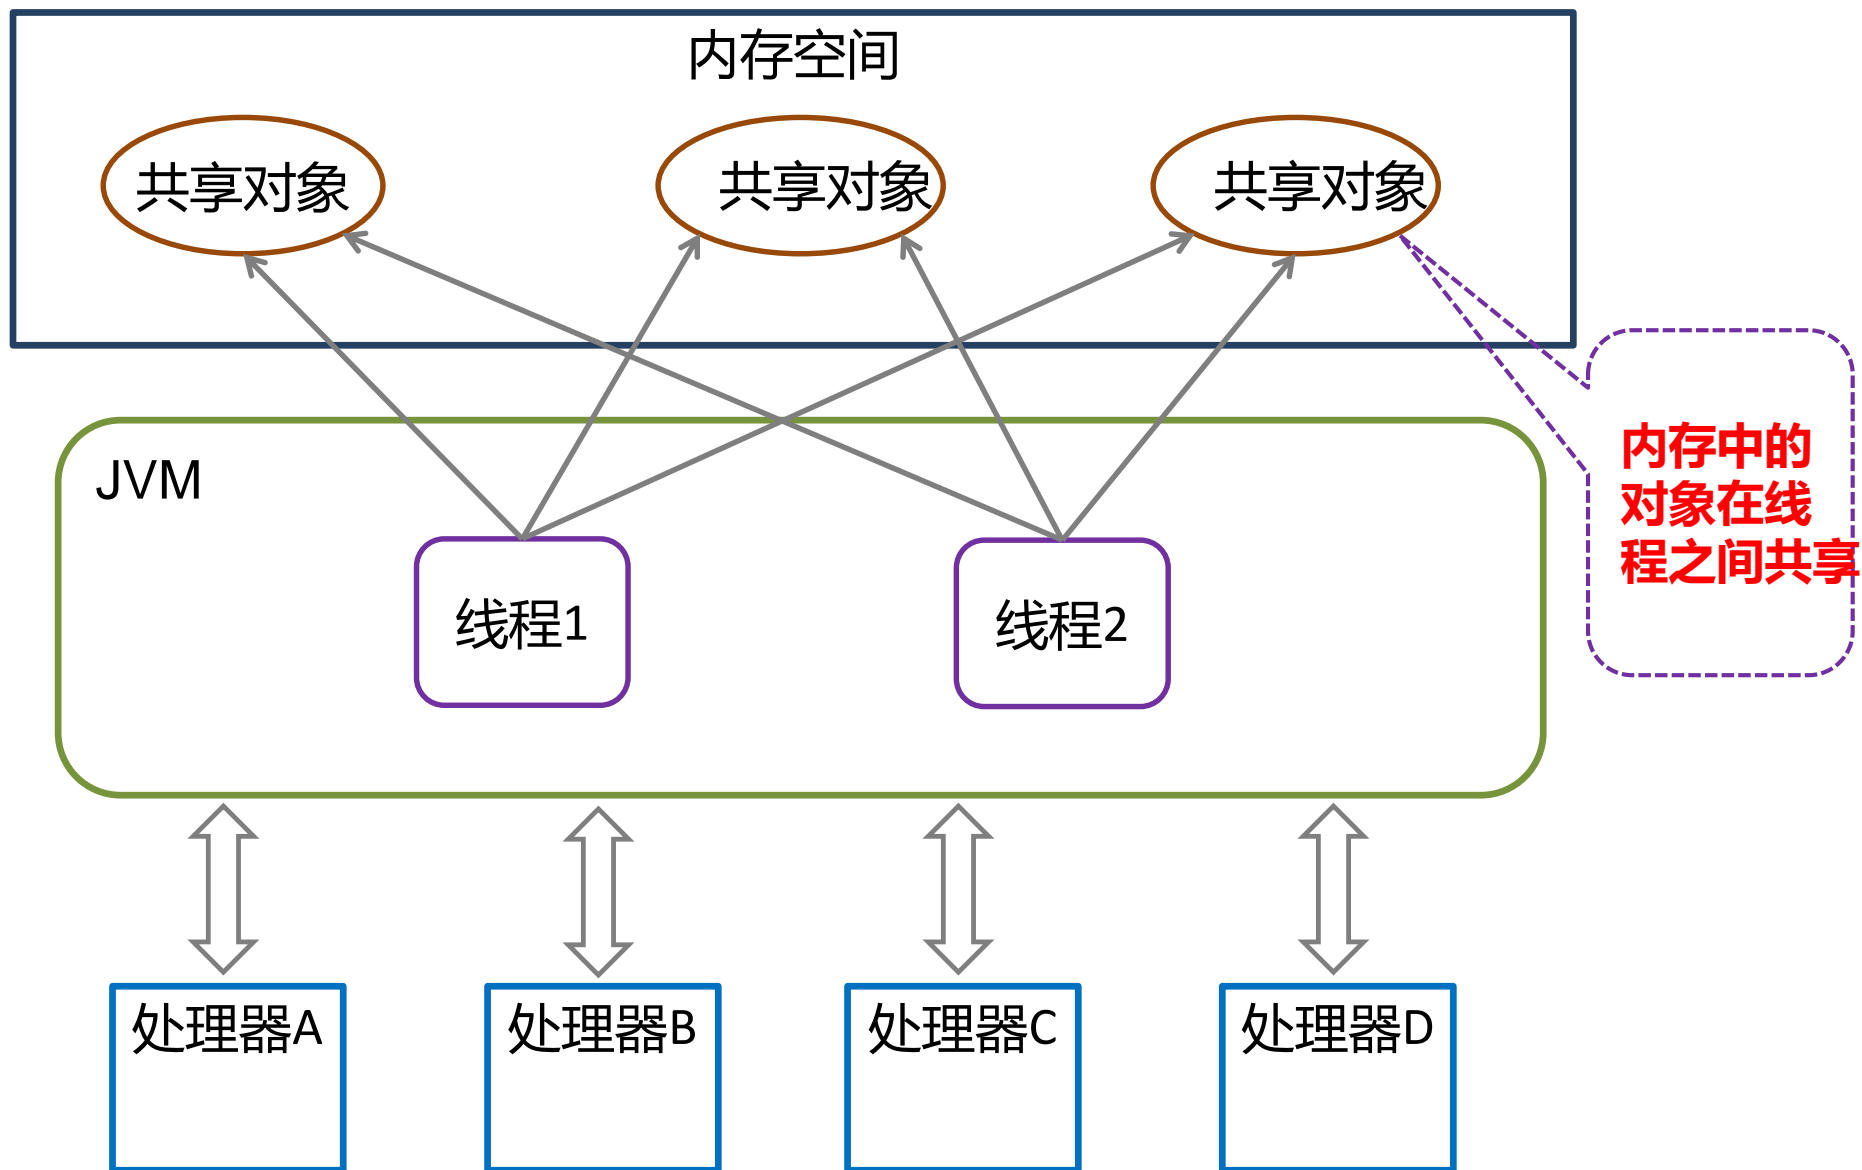 内存空间
共享对象
共享对象
共享对象
内存中的
对象在线
程之间共享
JVM
线程1
线程2
处理器A
处理器B
处理器C
处理器D